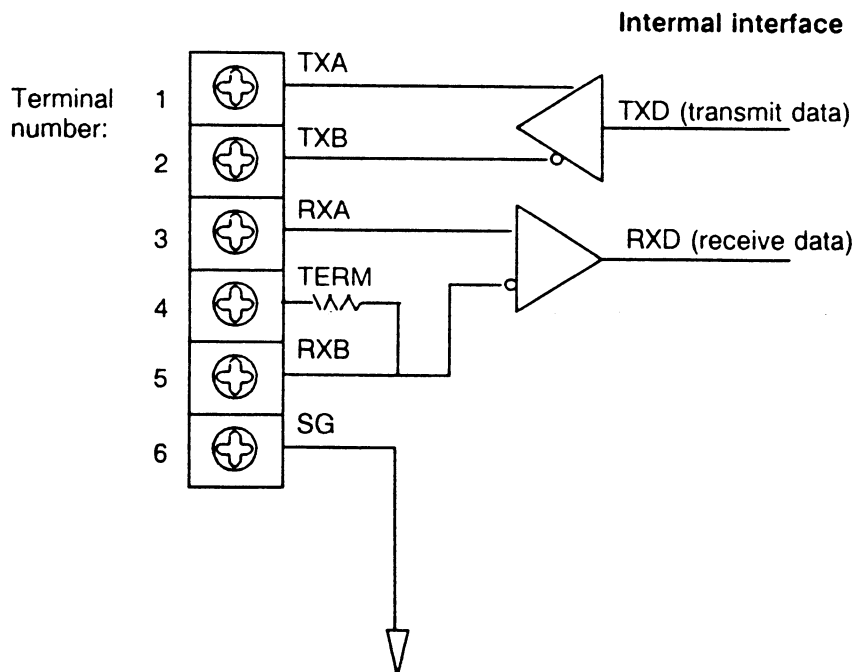 Intermal interface
Terminal number:
1
TXA
TXD (transmit data)
2
TXB
3
RXA
RXD (receive data)
4
TERM
5
RXB
6
SG